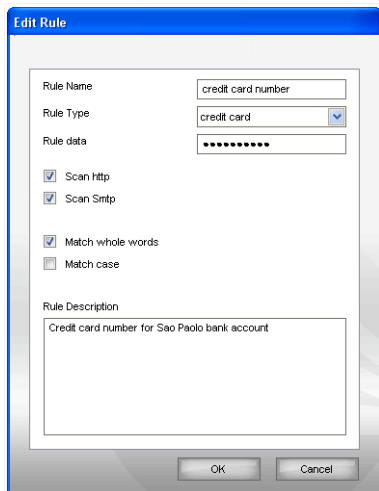 Edit Rule
Rule Name credit card number
Rule Type credit card
Rule data ••••••••••
Scan http
Scan Smtp
Match whole words
Match case
Rule Description
Credit card number for Sao Paolo bank account
OK Cancel